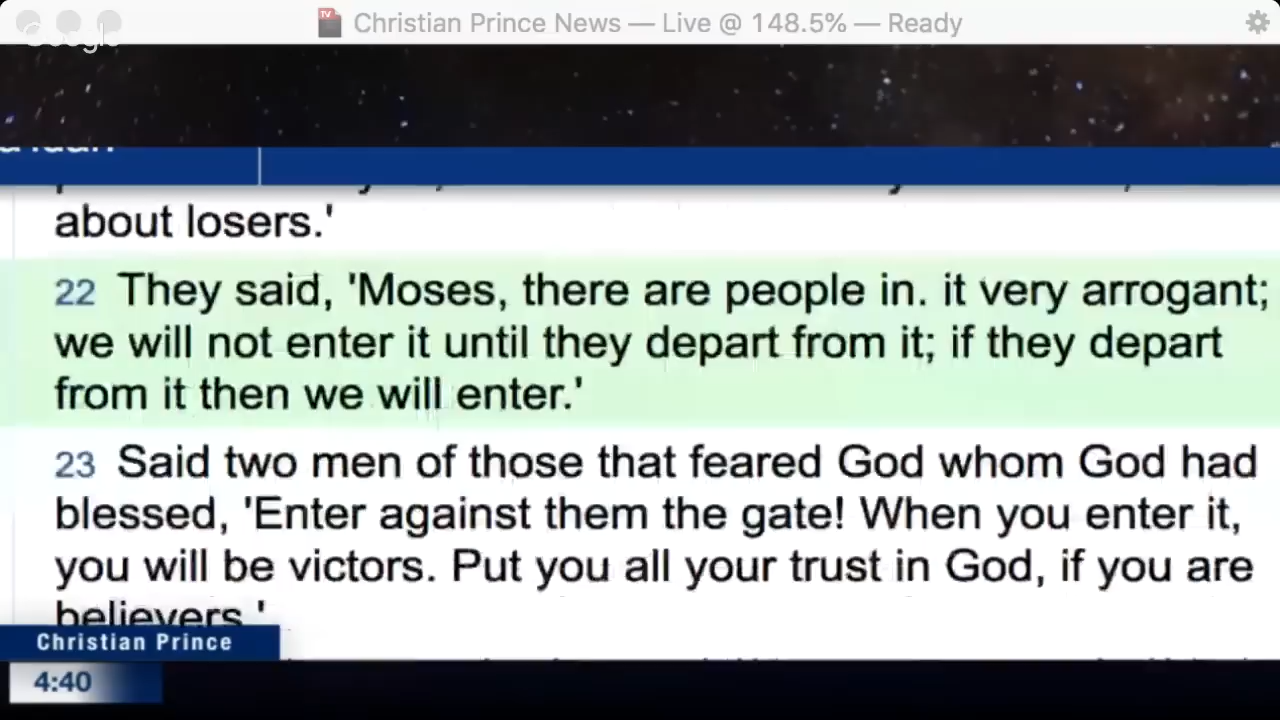 Christian Prince News — Live @ 148.5% — Ready
Google
about losers.'
22 They said, 'Moses, there are people in. it very arrogant;
we will not enter it until they depart from it; if they depart
from it then we will enter.'
23 Said two men of those that feared God whom God had
blessed, 'Enter against them the gate! When you enter it,
you will be victors. Put you all your trust in God, if you are
believers.'
Christian Prince
4:40